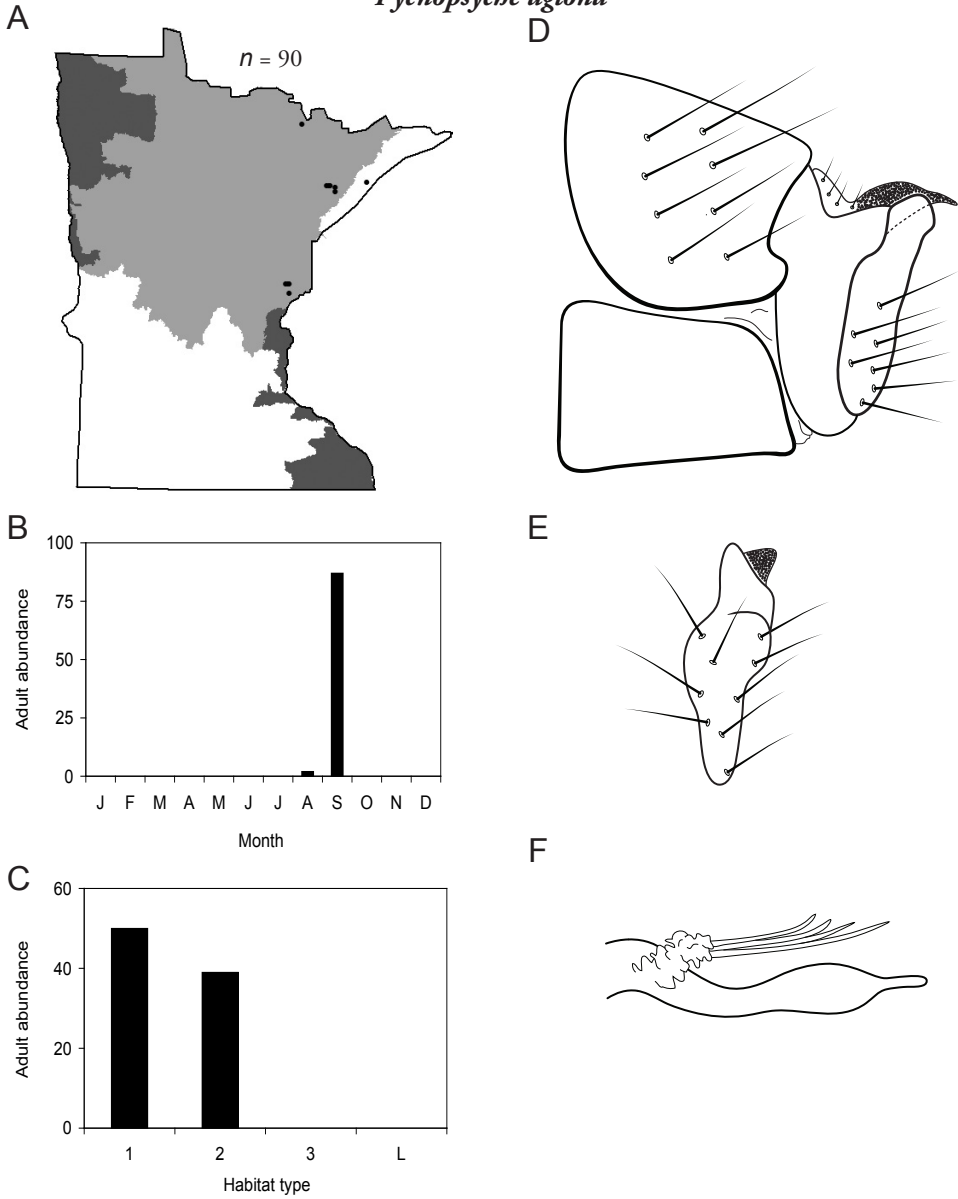 Pycnopsyche aglona
A
n = 90
B
100
75
50
25
0
Adult abundance
J F M A M J J A S O N D
Month
C
60
40
20
0
Adult abundance
1 2 3 L
Habitat type
D
E
F